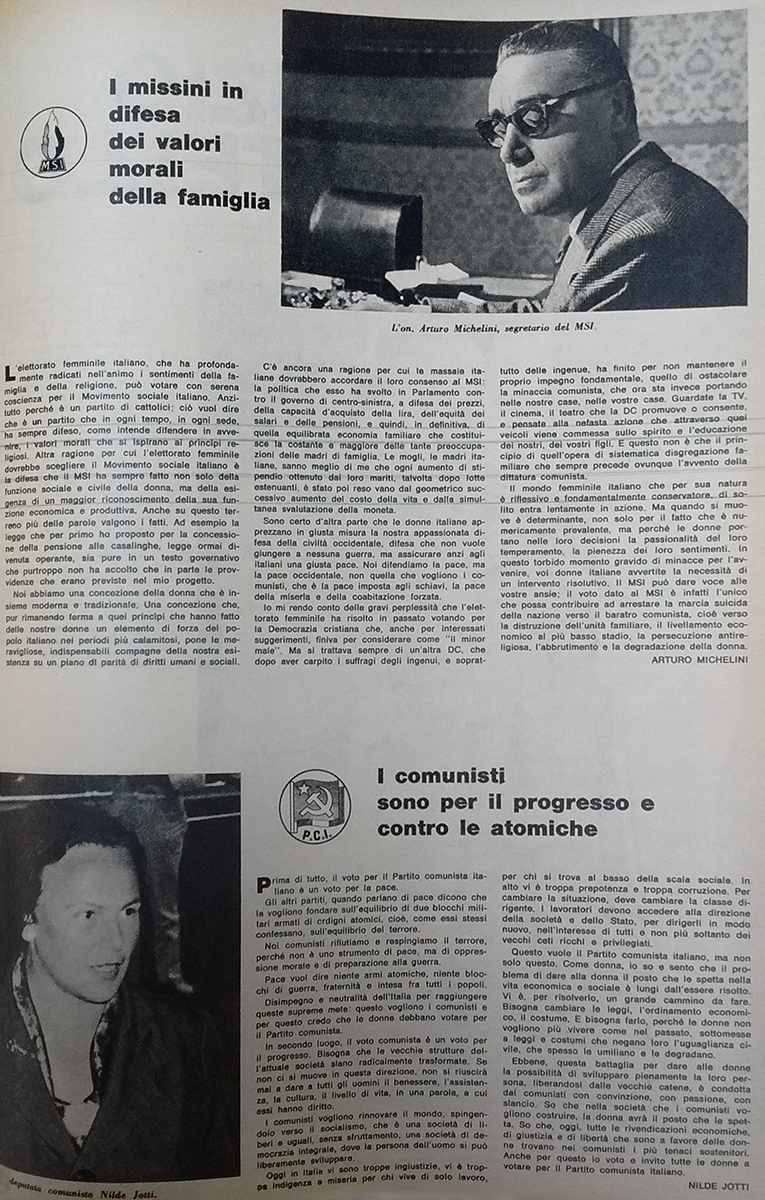 I missini in
difesa
dei valori
morali
della famiglia
MSI
L'on. Arturo Michelini, segretario del MSI.
L'elettorato femminile italiano, che ha profonda-
mente radicati nell'animo i sentimenti della fa-
miglia e della religione, può votare con serena
coscienza per il Movimento sociale italiano. Anzi-
tutto perché è un partito di cattolici; ciò vuol dire
che è un partito che in ogni tempo, in ogni sede,
ha sempre difeso, come intende difendere in avve-
nire, i valori morali che si ispirano ai principi re-
ligiosi. Altra ragione per cui l'elettorato femminile
dovrebbe scegliere il Movimento sociale italiano è
la difesa che il MSI ha sempre fatto non solo della
funzione sociale e civile della donna, ma della esi-
genza di un maggior riconoscimento della sua fun-
zione economica e produttiva. Anche su questo ter-
reno più delle parole valgono i fatti. Ad esempio la
legge che per primo ho proposto per la concessio-
ne della pensione alle casalinghe, legge ormai di-
venuta operante, sia pure in un testo governativo
che purtroppo non ha accolto che in parte le prov-
videnze che erano previste nel mio progetto.
Noi abbiamo una concezione della donna che è in-
sieme moderna e tradizionale. Una concezione che,
pur rimanendo ferma a quei principi che hanno fatto
delle nostre donne un elemento di forza del po-
polo italiano nei periodi più calamitosi, pone le me-
ravigliose, indispensabili compagne della nostra esi-
stenza su un piano di parità di diritti umani e sociali.
C'è ancora una ragione per cui le massaie ita-
liane dovrebbero accordare il loro consenso al MSI:
la politica che esso ha svolto in Parlamento con-
tro il governo di centro-sinistra, a difesa dei prezzi,
della capacità d'acquisto della lira, dell'equità dei
salari e delle pensioni, e quindi, in definitiva, di
quella equilibrata economia familiare che costitui-
sce la costante e maggiore delle tante preoccupa-
zioni delle madri di famiglia. Le mogli, le madri ita-
liane, sanno meglio di me che ogni aumento di sti-
pendio ottenuto dai loro mariti, talvolta dopo lotte
estenuanti, è stato poi reso vano dal geometrico suc-
cessivo aumento del costo della vita e dalla simul-
tanea svalutazione della moneta.
Sono certo d'altra parte che le donne italiane ap-
prezzano in giusta misura la nostra appassionata di-
fesa della civiltà occidentale, difesa che non vuole
giungere a nessuna guerra, ma assicurare anzi agli
italiani una giusta pace. Noi difendiamo la pace, ma
la pace occidentale, non quella che vogliono i co-
munisti, che è la pace imposta agli schiavi, la pace
della miseria e della coabitazione forzata.
Io mi rendo conto delle gravi perplessità che l'elet-
torato femminile ha risolto in passato votando per
la Democrazia cristiana che, anche per interessati
suggerimenti, finiva per considerare come "il minor
male". Ma si trattava sempre di un'altra DC, che
dopo aver carpito i suffragi degli ingenui, e soprat-
tutto delle ingenue, ha finito per non mantenere il
proprio impegno fondamentale, quello di ostacolare
la minaccia comunista, che ora sta invece portando
nelle nostre case, nelle vostre case. Guardate la TV,
il cinema, il teatro che la DC promuove o consente,
e pensate alla nefasta azione che attraverso quei
veicoli viene commessa sullo spirito e l'educazione
dei nostri, dei vostri figli. E questo non è che il prin-
cipio di quell'opera di sistematica disgregazione fa-
miliare che sempre precede ovunque l'avvento della
dittatura comunista.
Il mondo femminile italiano che per sua natura
è riflessivo e fondamentalmente conservatore, di so-
lito entra lentamente in azione. Ma quando si muo-
ve è determinante, non solo per il fatto che è nu-
mericamente prevalente, ma perché le donne por-
tano nelle loro decisioni la passionalità del loro
temperamento, la pienezza dei loro sentimenti. In
questo torbido momento gravido di minacce per l'av-
venire, voi donne italiane avvertite la necessità di
un intervento risolutivo. Il MSI può dare voce alle
vostre ansie; il voto dato al MSI è infatti l'unico
che possa contribuire ad arrestare la marcia suicida
della nazione verso il baratro comunista, cioè verso
la distruzione dell'unità familiare, il livellamento eco-
nomico al più basso stadio, la persecuzione antire-
ligiosa, l'abbrutimento e la degradazione della donna.
ARTURO MICHELINI
P.C.I.
I comunisti
sono per il progresso e
contro le atomiche
deputata comunista Nilde Jotti.
Prima di tutto, il voto per il Partito comunista ita-
liano è un voto per la pace.
Gli altri partiti, quando parlano di pace dicono che
la vogliono fondare sull'equilibrio di due blocchi mili-
tari armati di ordigni atomici, cioè, come essi stessi
confessano, sull'equilibrio del terrore.
Noi comunisti rifiutiamo e respingiamo il terrore,
perché non è uno strumento di pace, ma di oppres-
sione morale e di preparazione alla guerra.
Pace vuol dire niente armi atomiche, niente bloc-
chi di guerra, fraternità e intesa fra tutti i popoli.
Disimpegno e neutralità dell'Italia per raggiungere
queste supreme mete: questo vogliono i comunisti e
per questo credo che le donne debbano votare per
il Partito comunista.
In secondo luogo, il voto comunista è un voto per
il progresso. Bisogna che le vecchie strutture del-
l'attuale società siano radicalmente trasformate. Se
non ci si muove in questa direzione, non si riuscirà
mai a dare a tutti gli uomini il benessere, l'assisten-
za, la cultura, il livello di vita, in una parola, a cui
essi hanno diritto.
I comunisti vogliono rinnovare il mondo, spingen-
dolo verso il socialismo, che è una società di li-
beri e uguali, senza sfruttamento, una società di de-
mocrazia integrale, dove la persona dell'uomo si può
liberamente sviluppare.
Oggi in Italia vi sono troppe ingiustizie, vi è trop-
pa indigenza e miseria per chi vive di solo lavoro,
per chi si trova al basso della scala sociale. In
alto vi è troppa prepotenza e troppa corruzione. Per
cambiare la situazione, deve cambiare la classe di-
rigente. I lavoratori devono accedere alla direzione
della società e dello Stato, per dirigerli in modo
nuovo, nell'interesse di tutti e non più soltanto dei
vecchi ceti ricchi e privilegiati.
Questo vuole il Partito comunista italiano, ma non
solo questo. Come donna, io so e sento che il pro-
blema di dare alla donna il posto che le spetta nella
vita economica e sociale è lungi dall'essere risolto.
Vi è, per risolverlo, un grande cammino da fare.
Bisogna cambiare le leggi, l'ordinamento economi-
co, il costume. E bisogna farlo, perché le donne non
vogliono più vivere come nel passato, sottomesse
a leggi e costumi che negano loro l'uguaglianza ci-
vile, che spesso le umiliano e le degradano.
Ebbene, questa battaglia per dare alle donne
la possibilità di sviluppare pienamente la loro per-
sona, liberandosi dalle vecchie catene, è condotta
dai comunisti con convinzione, con passione, con
slancio. So che nella società che i comunisti vo-
gliono costruire, la donna avrà il posto che le spet-
ta. So che, oggi, tutte le rivendicazioni economiche,
di giustizia e di libertà che sono a favore delle don-
ne trovano nei comunisti i più tenaci sostenitori.
Anche per questo io voto e invito tutte le donne a
votare per il Partito comunista italiano.
NILDE JOTTI